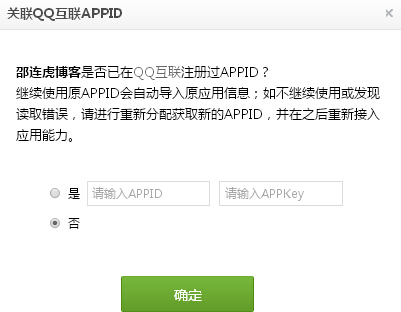 关联QQ互联APPID
×
邵连虎博客是否已在QQ互联注册过APPID？
继续使用原APPID会自动导入原应用信息；如不继续使用或发现
读取错误，请进行重新分配获取新的APPID，并在之后重新接入
应用能力。
是 请输入APPID 请输入APPKey
否
确定